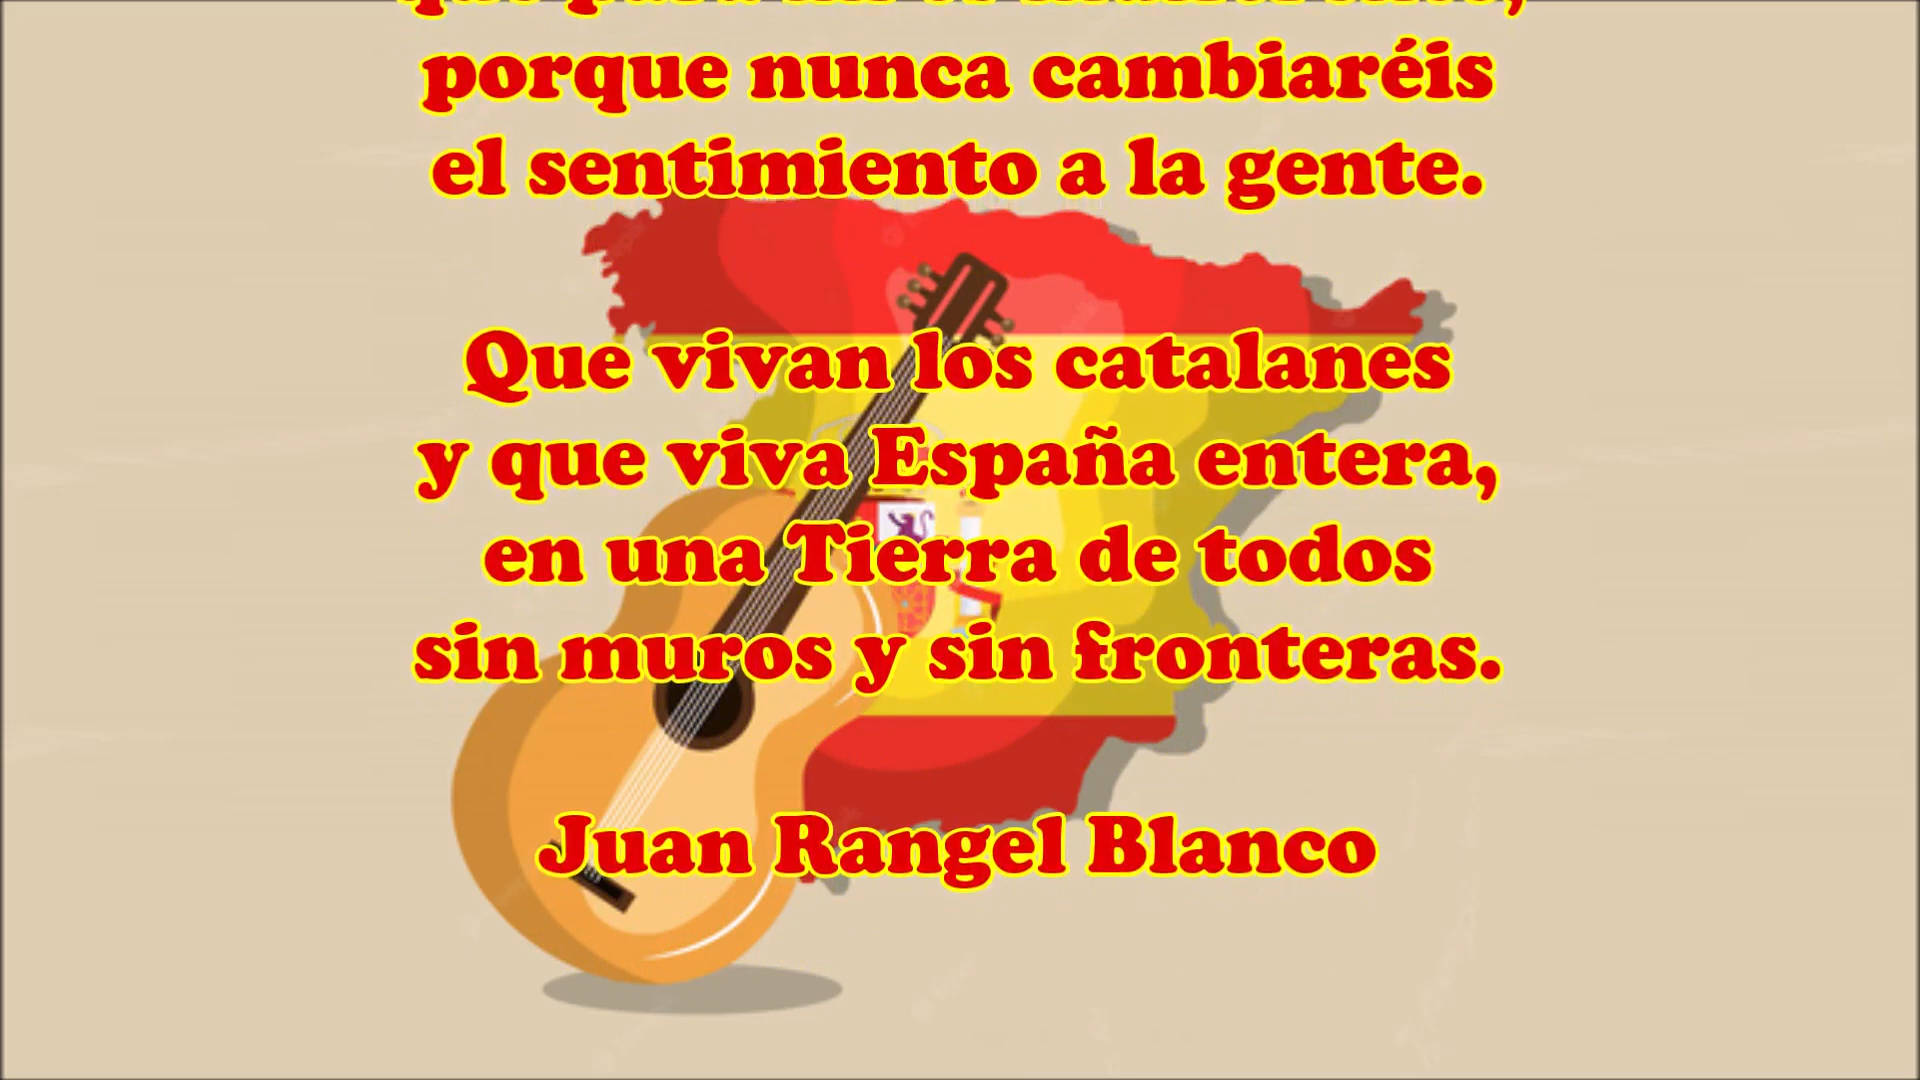 porque nunca cambiaréis
el sentimiento a la gente.
Que vivan los catalanes
y que viva España entera,
en una Tierra de todos
sin muros y sin fronteras.
Juan Rangel Blanco